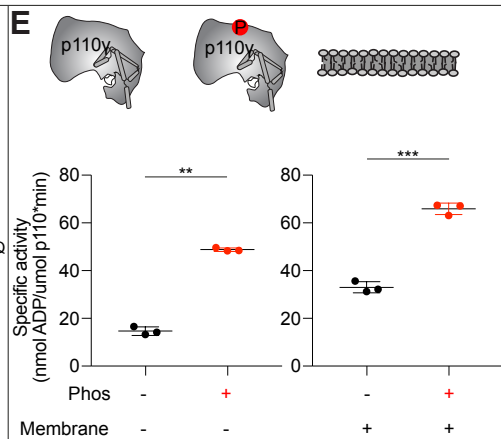 E
p110γ
P
p110γ
**
***
80
60
40
20
0
80
60
40
20
0
Specific activity
(nmol ADP/umol p110*min)
Phos - + - +
Membrane - - + +